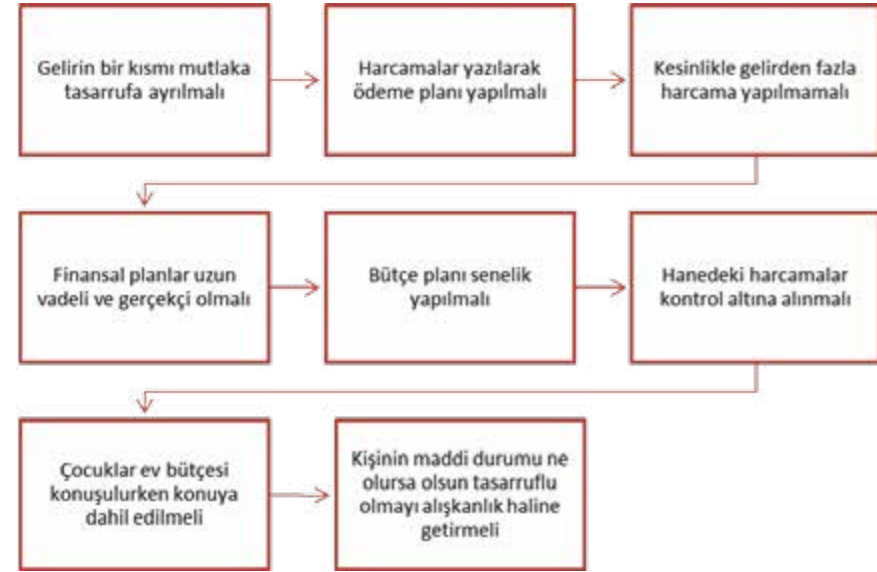 Gelirin bir kısmı mutlaka
tasarrufa ayrılmalı
Harcamalar yazılarak
ödeme planı yapılmalı
Kesinlikle gelirden fazla
harcama yapılmamalı
Finansal planlar uzun
vadeli ve gerçekçi olmalı
Bütçe planı senelik
yapılmalı
Hanedeki harcamalar
kontrol altına alınmalı
Çocuklar ev bütçesi
konuşulurken konuya
dahil edilmeli
Kişinin maddi durumu ne
olursa olsun tasarruflu
olmayı alışkanlık haline
getirmeli